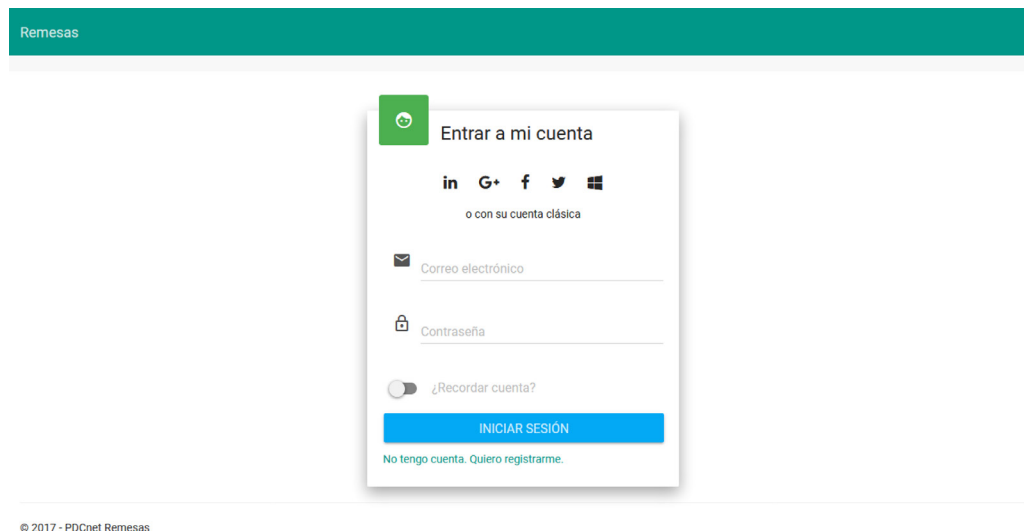 Remesas
Entrar a mi cuenta
in G+ f
o con su cuenta clásica
Correo electrónico
Contraseña
¿Recordar cuenta?
INICIAR SESIÓN
No tengo cuenta. Quiero registrarme.
© 2017 - PDCnet Remesas